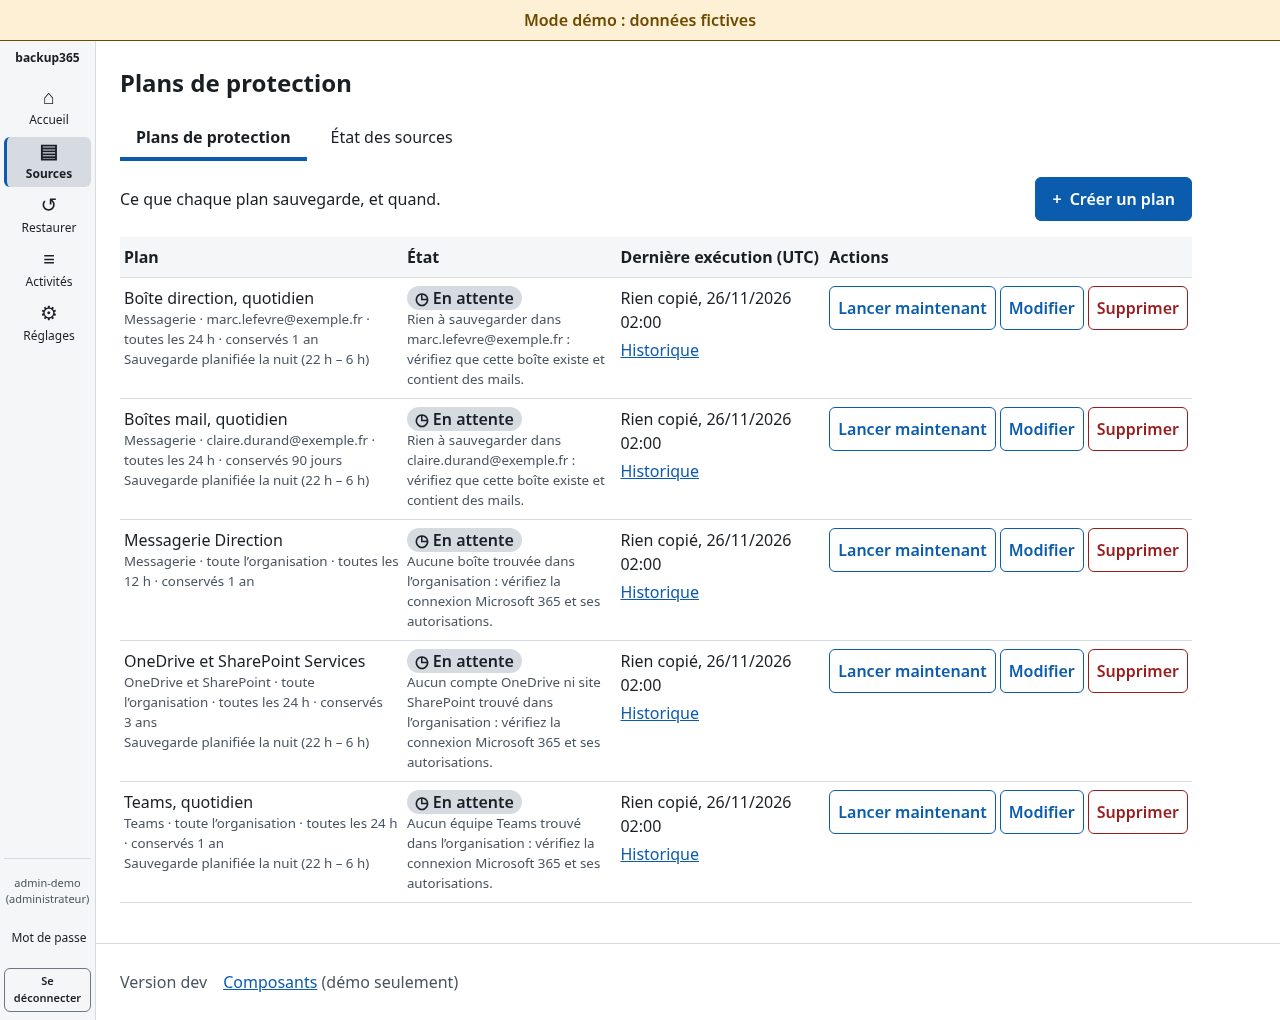 Mode démo : données fictives
backup365
Accueil
Sources
Restaurer
Activités
Réglages
admin-demo
(administrateur)
Mot de passe
Se
déconnecter
Plans de protection
Plans de protection
État des sources
Ce que chaque plan sauvegarde, et quand.
+ Créer un plan
Plan
État
Dernière exécution (UTC)
Actions
Boîte direction, quotidien
Messagerie · marc.lefevre@exemple.fr ·
toutes les 24 h · conservés 1 an
Sauvegarde planifiée la nuit (22 h – 6 h)
En attente
Rien à sauvegarder dans
marc.lefevre@exemple.fr :
vérifiez que cette boîte existe et
contient des mails.
Rien copié, 26/11/2026
02:00
Historique
Lancer maintenant
Modifier
Supprimer
Boîtes mail, quotidien
Messagerie · claire.durand@exemple.fr ·
toutes les 24 h · conservés 90 jours
Sauvegarde planifiée la nuit (22 h – 6 h)
En attente
Rien à sauvegarder dans
claire.durand@exemple.fr :
vérifiez que cette boîte existe et
contient des mails.
Rien copié, 26/11/2026
02:00
Historique
Lancer maintenant
Modifier
Supprimer
Messagerie Direction
Messagerie · toute l’organisation · toutes les
12 h · conservés 1 an
En attente
Aucune boîte trouvée dans
l’organisation : vérifiez la
connexion Microsoft 365 et ses
autorisations.
Rien copié, 26/11/2026
02:00
Historique
Lancer maintenant
Modifier
Supprimer
OneDrive et SharePoint Services
OneDrive et SharePoint · toute
l’organisation · toutes les 24 h · conservés
3 ans
Sauvegarde planifiée la nuit (22 h – 6 h)
En attente
Aucun compte OneDrive ni site
SharePoint trouvé dans
l’organisation : vérifiez la
connexion Microsoft 365 et ses
autorisations.
Rien copié, 26/11/2026
02:00
Historique
Lancer maintenant
Modifier
Supprimer
Teams, quotidien
Teams · toute l’organisation · toutes les 24 h
· conservés 1 an
Sauvegarde planifiée la nuit (22 h – 6 h)
En attente
Aucun équipe Teams trouvé
dans l’organisation : vérifiez la
connexion Microsoft 365 et ses
autorisations.
Rien copié, 26/11/2026
02:00
Historique
Lancer maintenant
Modifier
Supprimer
Version dev
Composants (démo seulement)